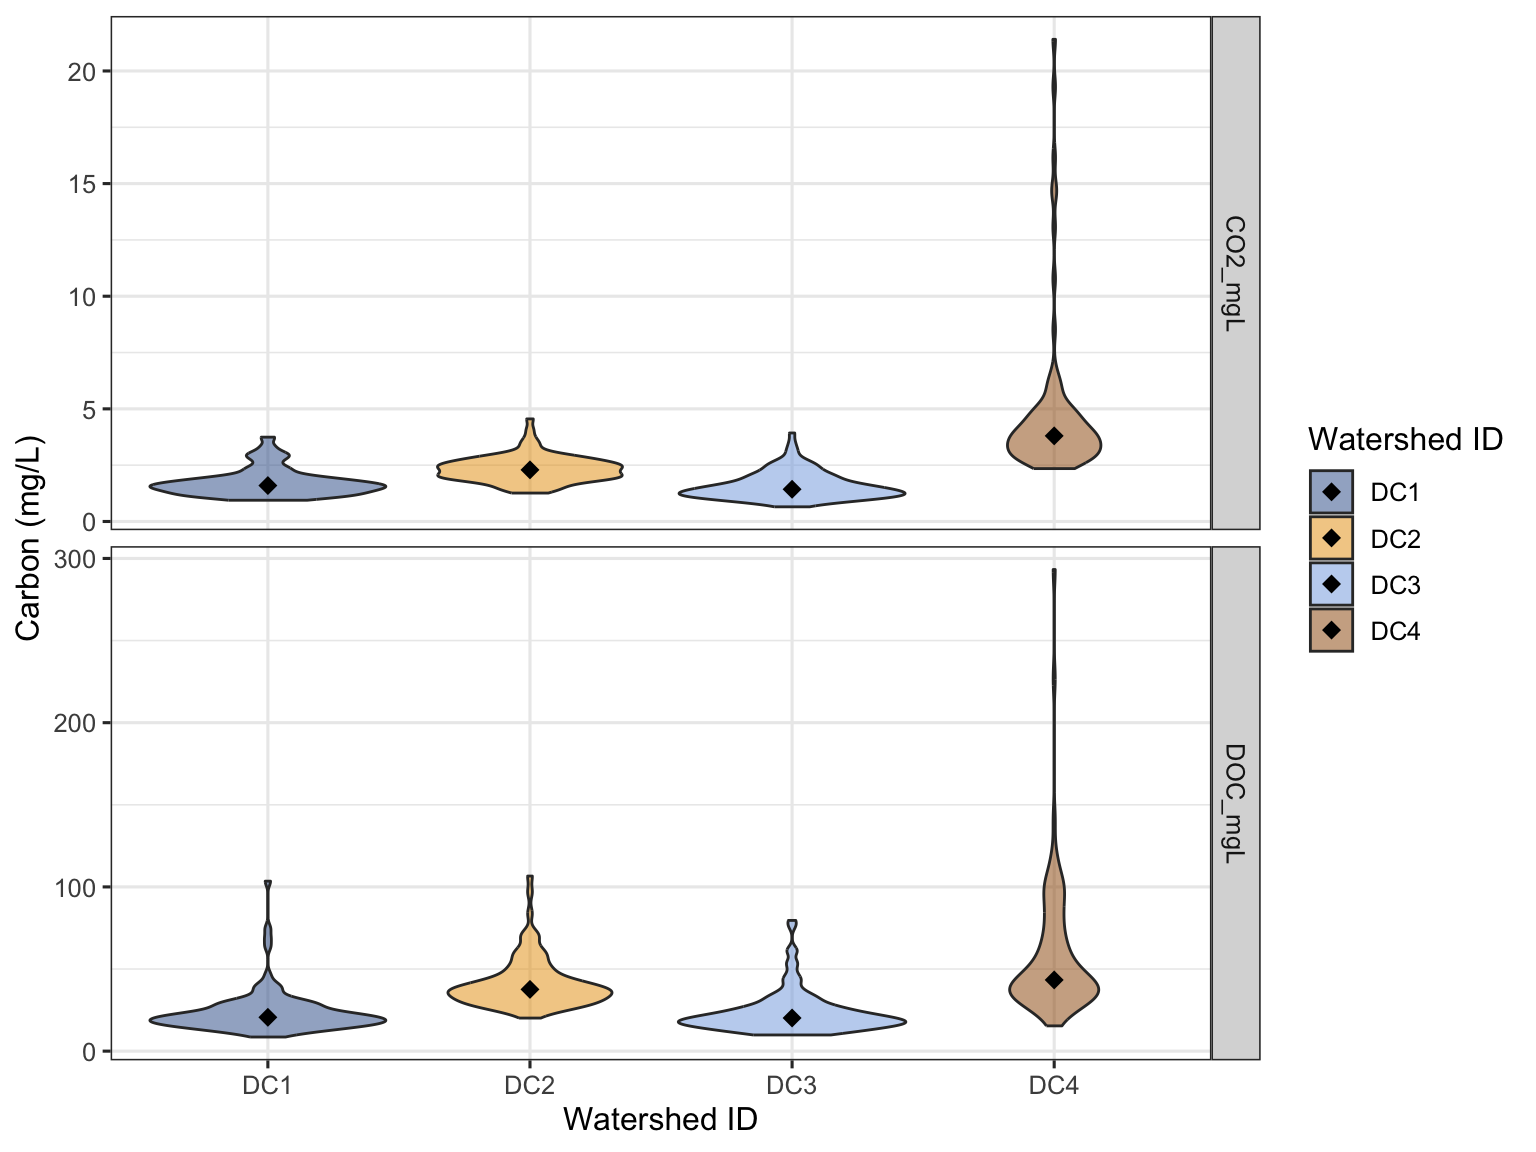 Carbon (mg/L)
20
15
10
5
0
CO2_mgL
300
200
100
0
DOC_mgL
DC1
DC2
DC3
DC4
Watershed ID
Watershed ID
DC1
DC2
DC3
DC4